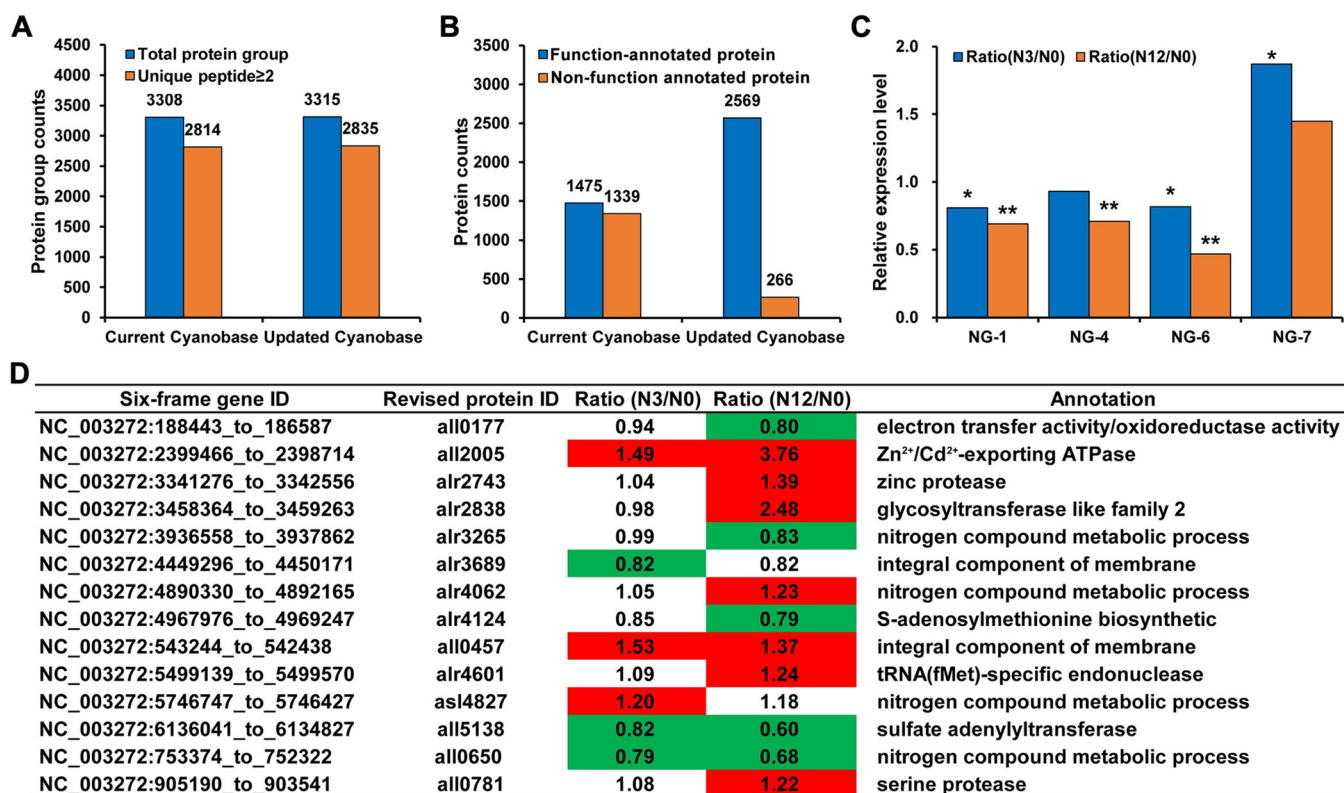 A
Protein group counts
4500
4000
3500
3000
2500
2000
1500
1000
500
0
Total protein group
Unique peptide≥2
3308
2814
3315
2835
Current Cyanobase
Updated Cyanobase
B
Protein counts
3500
3000
2500
2000
1500
1000
500
0
Function-annotated protein
Non-function annotated protein
1475
1339
2569
266
Current Cyanobase
Updated Cyanobase
C
Relative expression level
2.0
1.5
1.0
0.5
0.0
Ratio(N3/N0)
Ratio(N12/N0)
*
**
**
*
**
*
NG-1
NG-4
NG-6
NG-7
D
Six-frame gene ID Revised protein ID Ratio (N3/N0) Ratio (N12/N0) Annotation
NC_003272:188443_to_186587 all0177 0.94 0.80 electron transfer activity/oxidoreductase activity
NC_003272:2399466_to_2398714 all2005 1.49 3.76 Zn²⁺/Cd²⁺-exporting ATPase
NC_003272:3341276_to_3342556 alr2743 1.04 1.39 zinc protease
NC_003272:3458364_to_3459263 alr2838 0.98 2.48 glycosyltransferase like family 2
NC_003272:3936558_to_3937862 alr3265 0.99 0.83 nitrogen compound metabolic process
NC_003272:4449296_to_4450171 alr3689 0.82 0.82 integral component of membrane
NC_003272:4890330_to_4892165 alr4062 1.05 1.23 nitrogen compound metabolic process
NC_003272:4967976_to_4969247 alr4124 0.85 0.79 S-adenosylmethionine biosynthetic
NC_003272:543244_to_542438 all0457 1.53 1.37 integral component of membrane
NC_003272:5499139_to_5499570 alr4601 1.09 1.24 tRNA(fMet)-specific endonuclease
NC_003272:5746747_to_5746427 asl4827 1.20 1.18 nitrogen compound metabolic process
NC_003272:6136041_to_6134827 all5138 0.82 0.60 sulfate adenylyltransferase
NC_003272:753374_to_752322 all0650 0.79 0.68 nitrogen compound metabolic process
NC_003272:905190_to_903541 all0781 1.08 1.22 serine protease